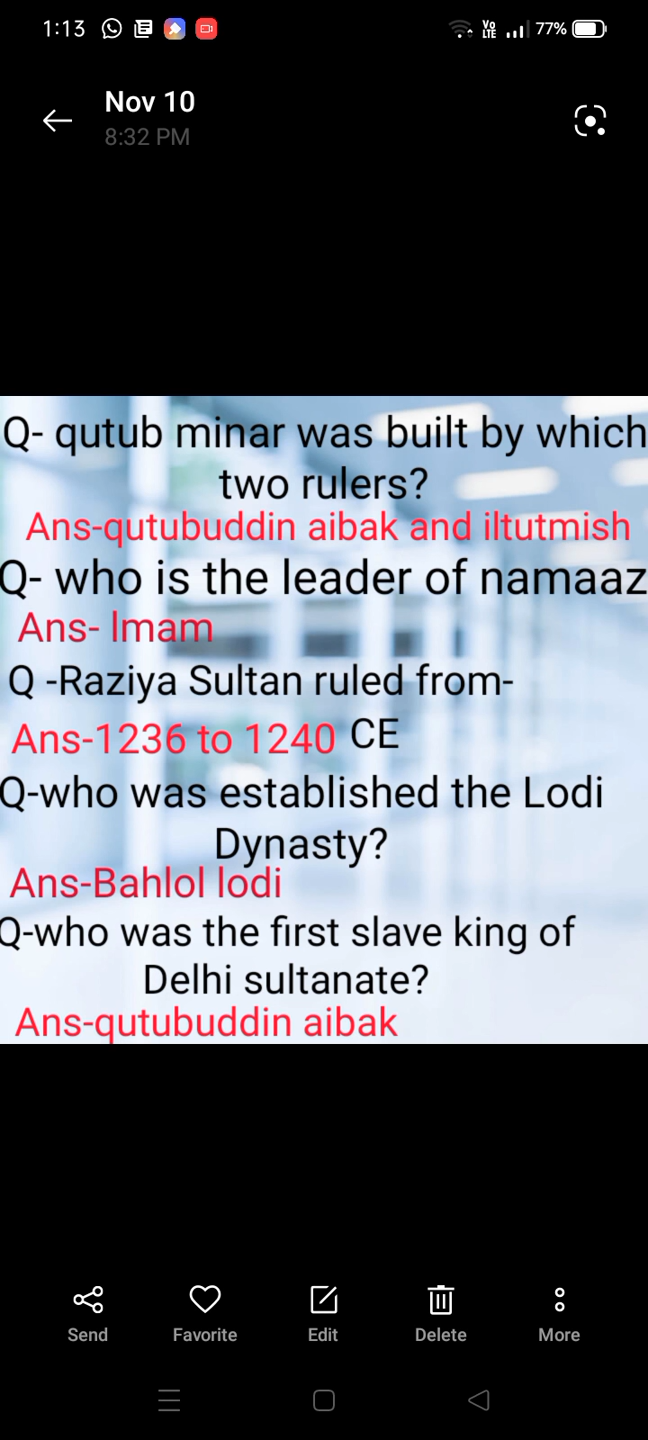 1:13 Vo LTE 77%
Nov 10
8:32 PM
Q- qutub minar was built by which
two rulers?
Ans-qutubuddin aibak and iltutmish
Q- who is the leader of namaaz
Ans- Imam
Q -Raziya Sultan ruled from-
Ans-1236 to 1240 CE
Q-who was established the Lodi
Dynasty?
Ans-Bahlol lodi
Q-who was the first slave king of
Delhi sultanate?
Ans-qutubuddin aibak
Send Favorite Edit Delete More